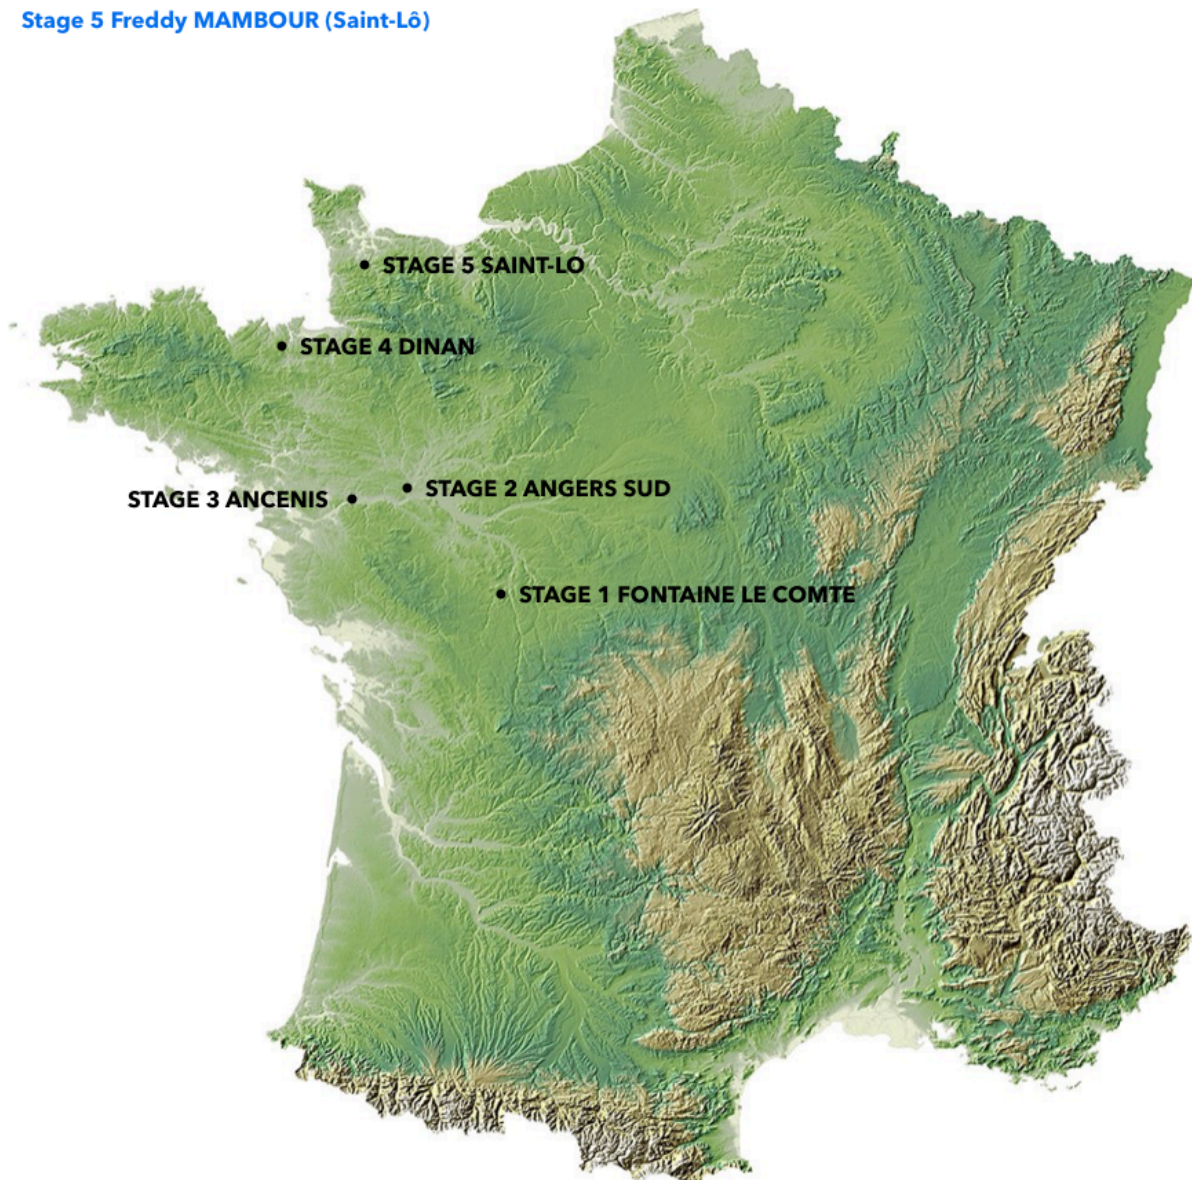 Stage 5 Freddy MAMBOUR (Saint-Lô)
STAGE 5 SAINT-LO
STAGE 4 DINAN
STAGE 2 ANGERS SUD
STAGE 3 ANCENIS
STAGE 1 FONTAINE LE COMTE